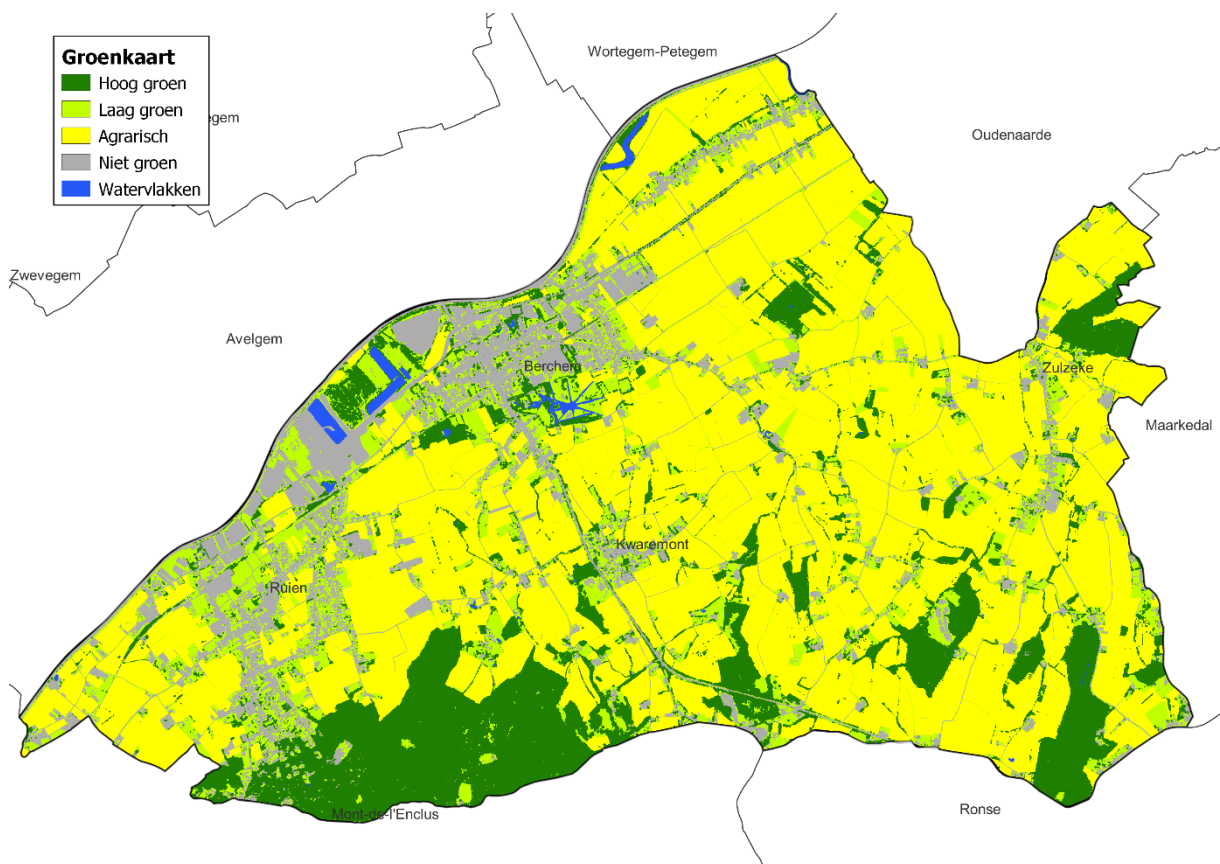 Wortegem-Petegem
Groenkaart
Hoog groen
Laag groen
Agrarisch
Niet groen
Watervlakken
egem
Oudenaarde
Zwevegem
Avelgem
Berchem
Zulzeke
Maarkedal
Kwaremont
Ruien
Mont-de-l'Enclus
Ronse